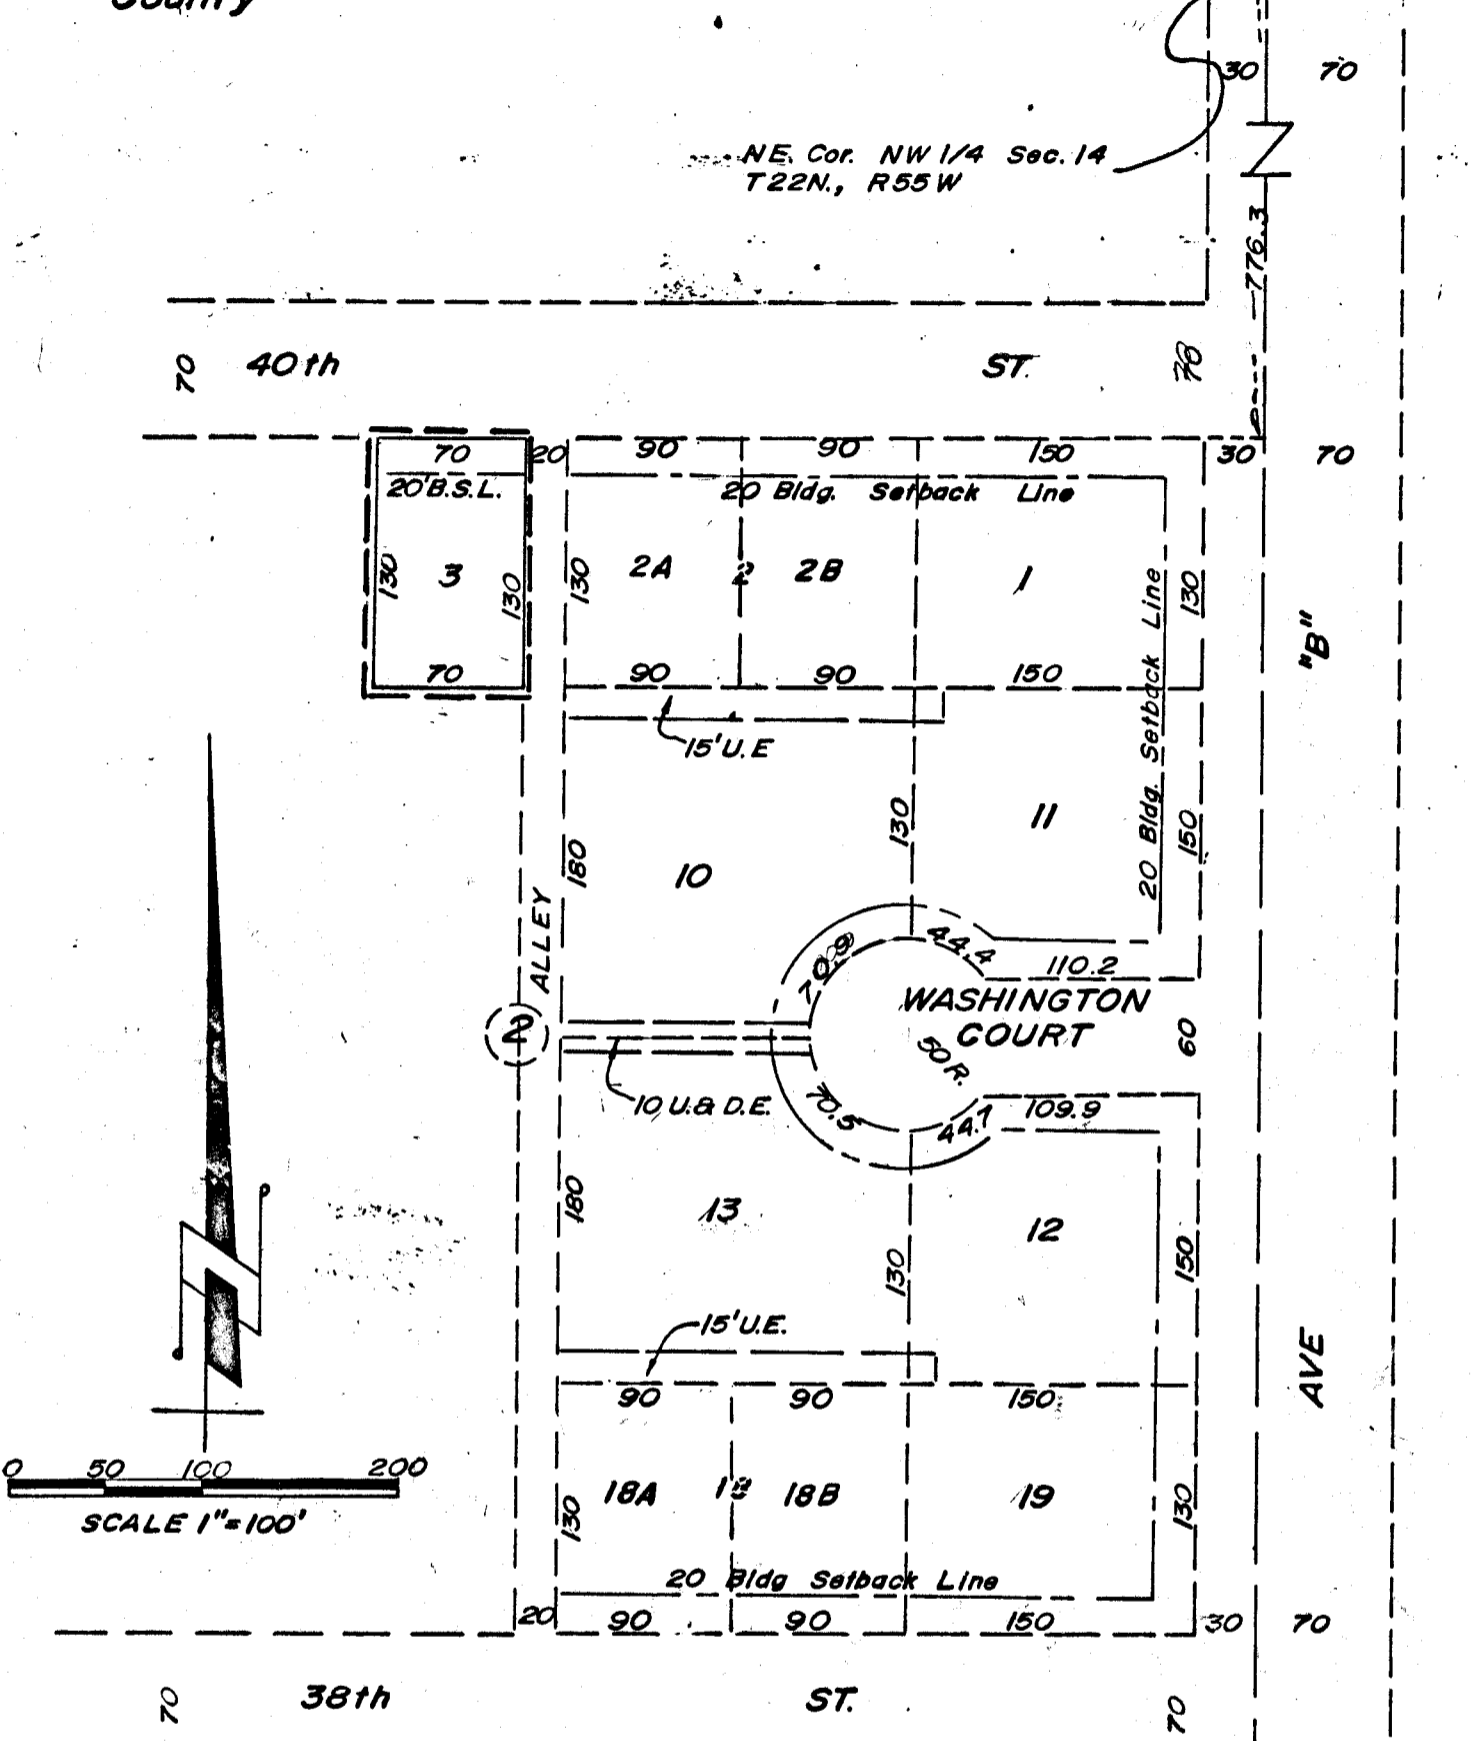 County
30 70
NE. Cor. NW 1/4 Sec. 14
T22N., R55W
776.3
70 40th ST. 70
70 20 90 90 150 30 70
20'B.S.L. 20 Bldg. Setback Line
130 3 130 130 2A 2 2B 1 130
20 Bldg. Setback Line
"B"
70 90 90 150
15'U.E
180 10 130 11 150
ALLEY
70.9 44.4 110.2
WASHINGTON
COURT
50 R.
60
2
10 U.& D.E.
70.5 44.1 109.9
180 13 130 12 150
15'U.E.
AVE
90 90 150
0 50 100 200
SCALE 1"=100'
130 18A 18 18B 19 130
20 Bldg Setback Line
20 90 90 150 30 70
70 38th ST. 70